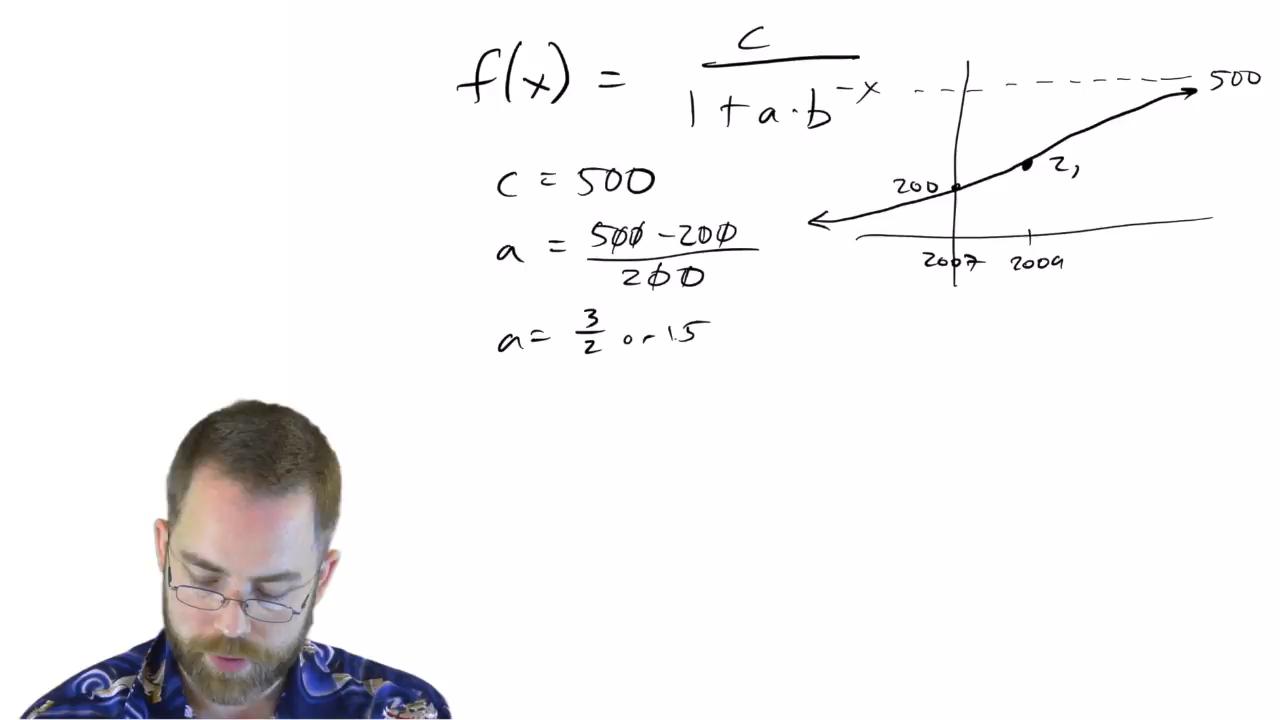 f(x) = c
1 + a · b^-x
500
c = 500
200
2,
a = 500 - 200
200
2007 2009
a = 3/2 or 1.5